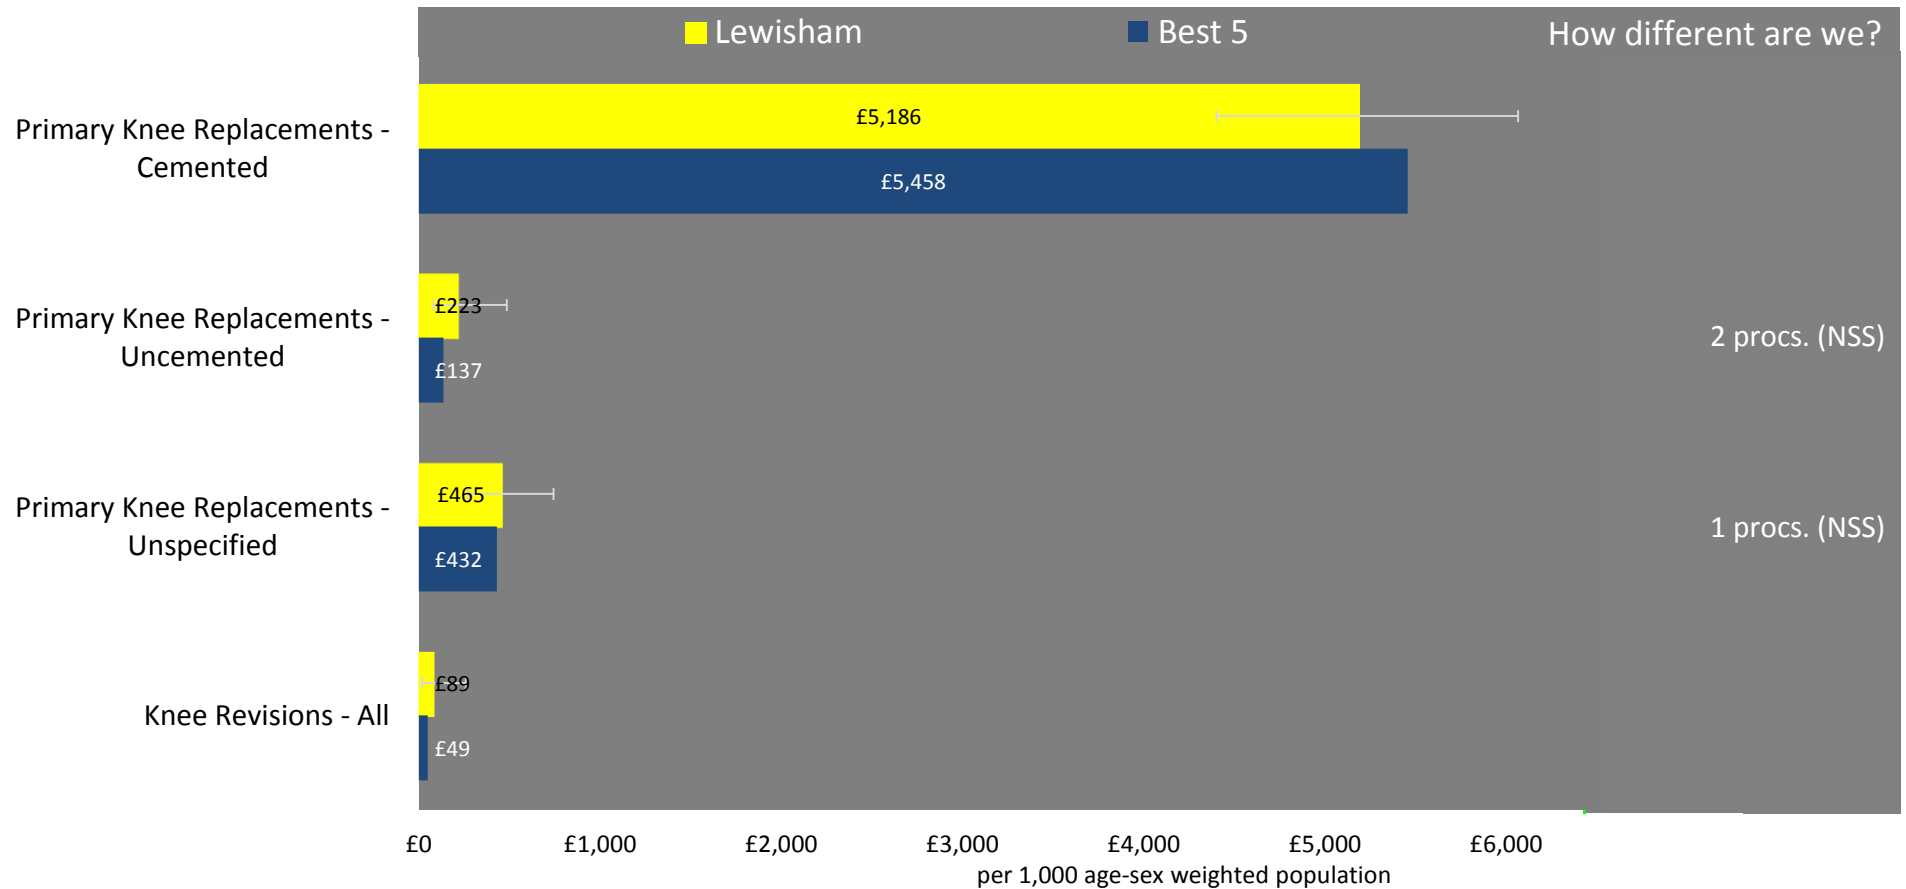 Lewisham
Best 5
How different are we?
Primary Knee Replacements -
Cemented
£5,186
£5,458
Primary Knee Replacements -
Uncemented
£223
£137
2 procs. (NSS)
Primary Knee Replacements -
Unspecified
£465
£432
1 procs. (NSS)
Knee Revisions - All
£89
£49
£0 £1,000 £2,000 £3,000 £4,000 £5,000 £6,000
per 1,000 age-sex weighted population